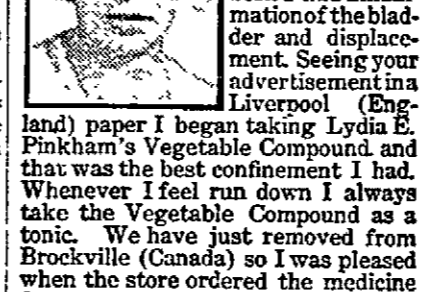 mation of the blad-
der and displace-
ment. Seeing your
advertisement in a
Liverpool (Eng-
land) paper I began taking Lydia E.
Pinkham's Vegetable Compound and
that was the best confinement I had.
Whenever I feel run down I always
take the Vegetable Compound as a
tonic. We have just removed from
Brockville (Canada) so I was pleased
when the store ordered the medicine